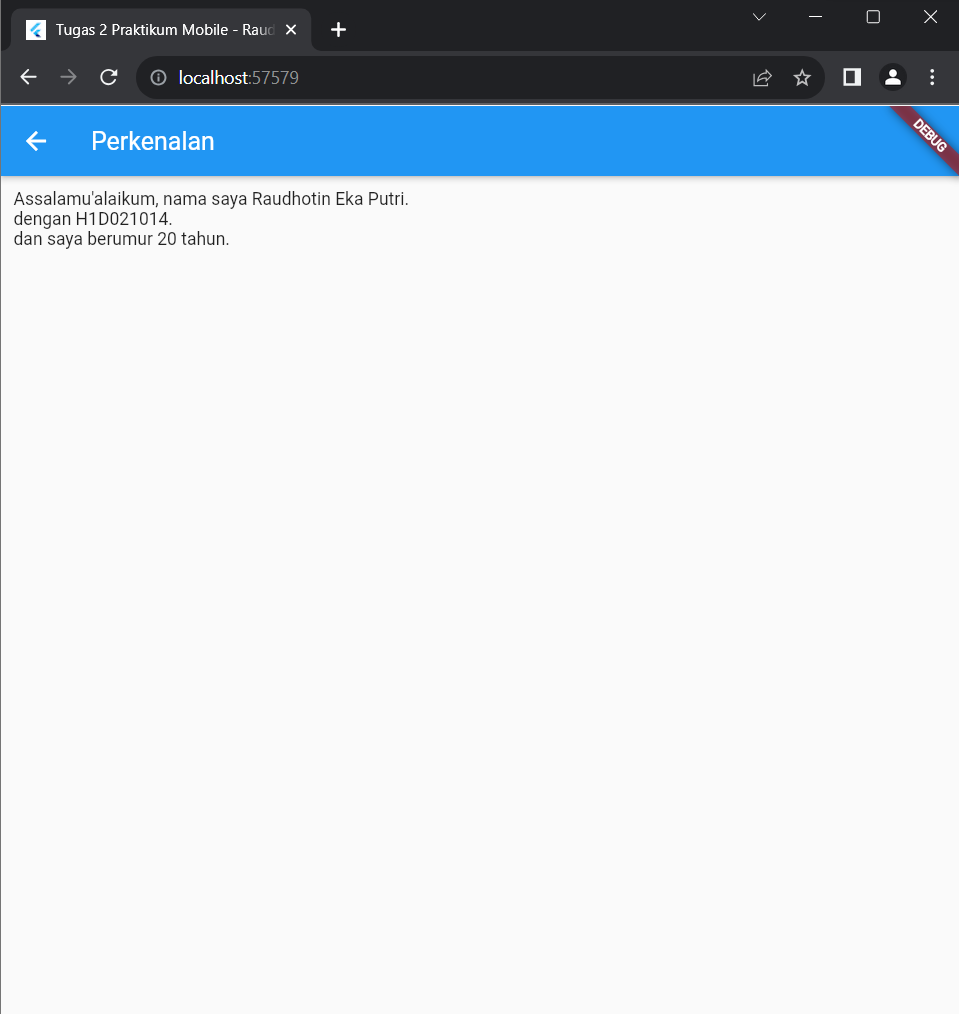 Tugas 2 Praktikum Mobile - Raud
localhost:57579
Perkenalan
DEBUG
Assalamu'alaikum, nama saya Raudhotin Eka Putri.
dengan H1D021014.
dan saya berumur 20 tahun.